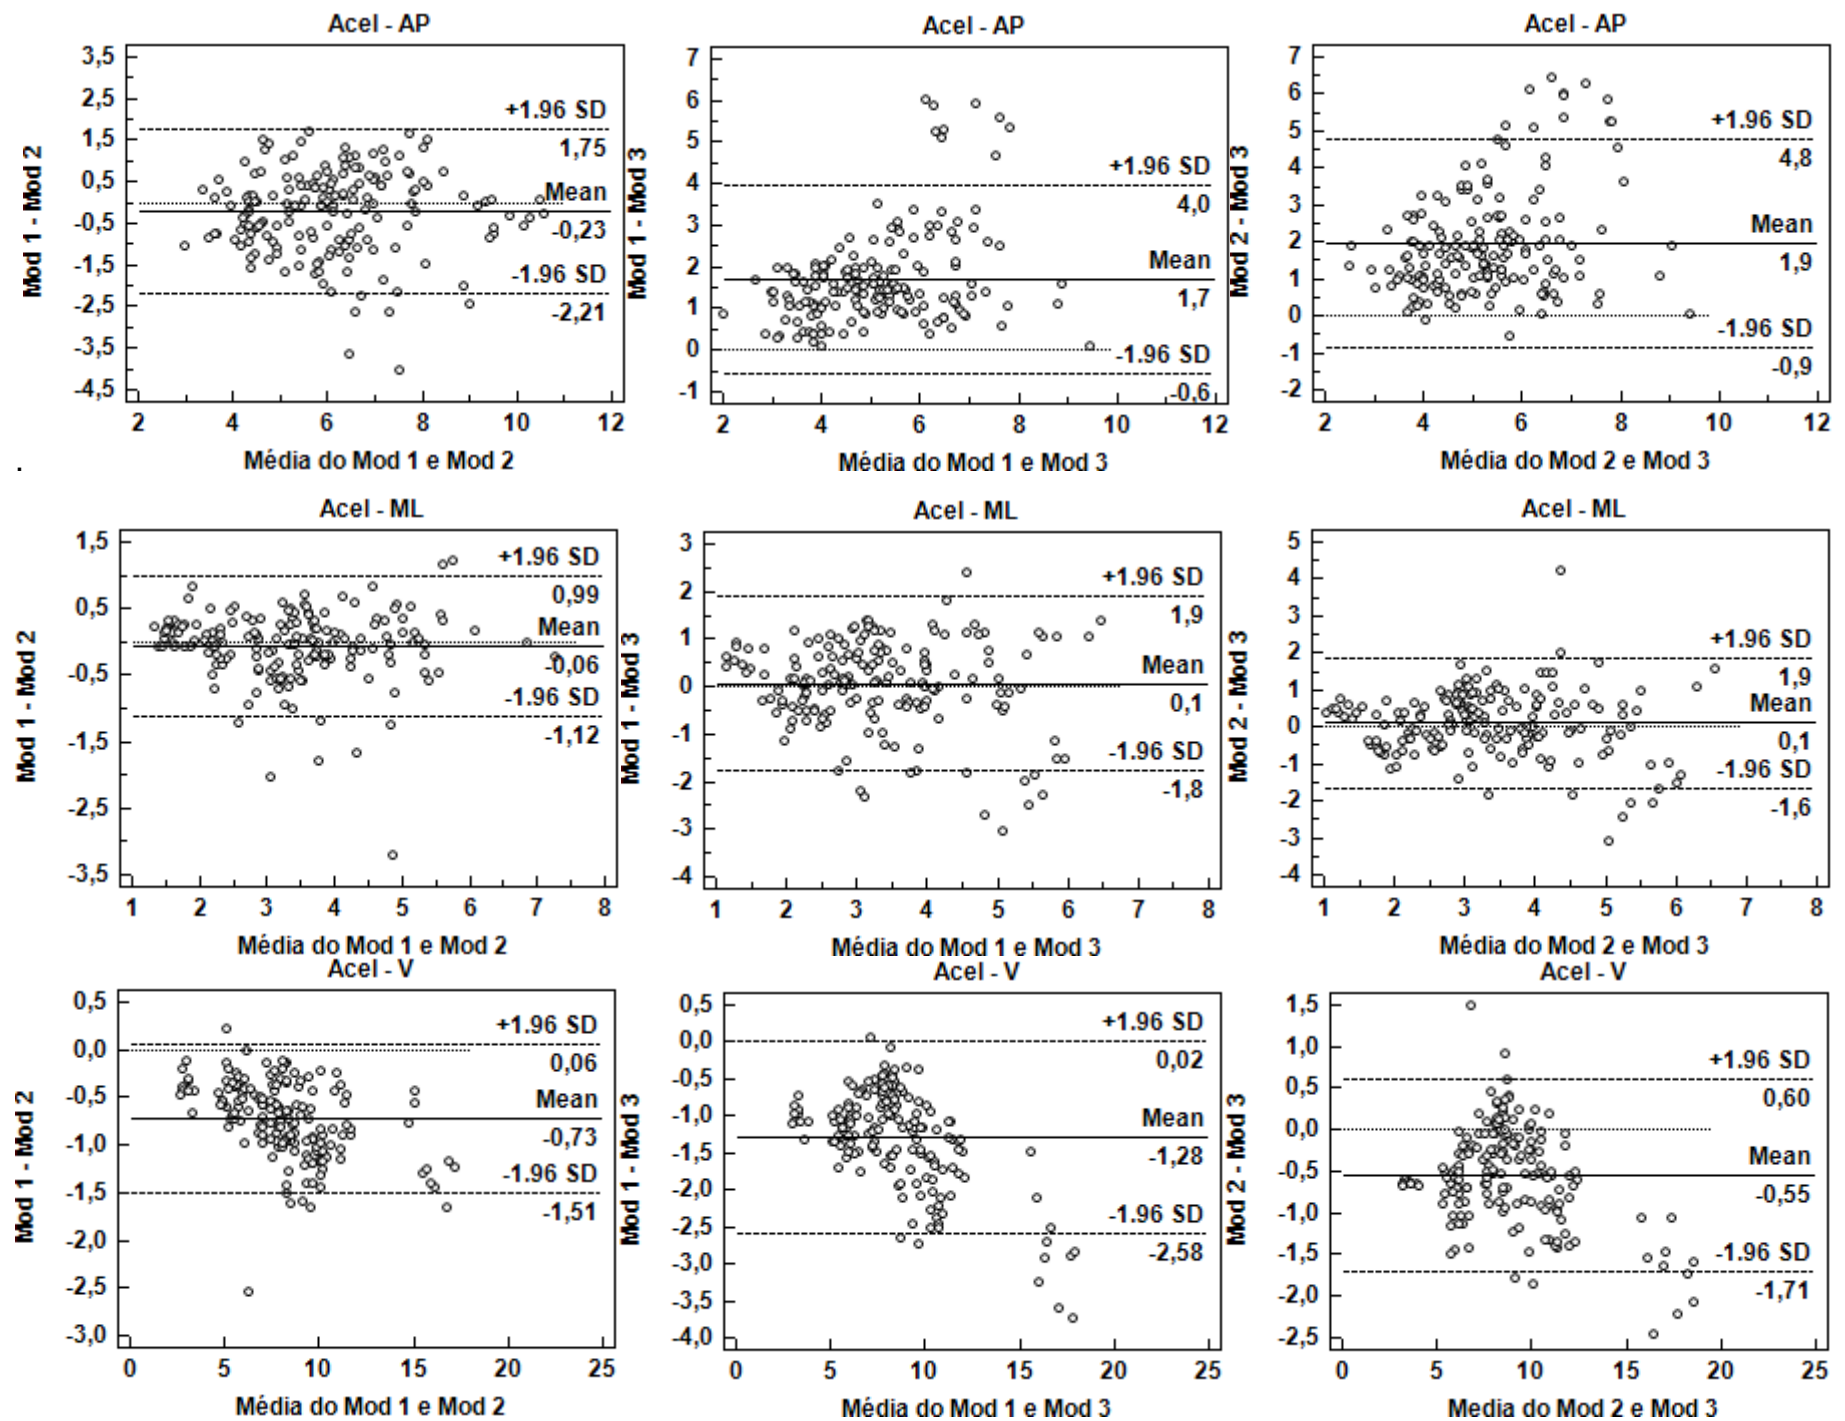 Acel - AP
3,5
2,5
1,5
0,5
-0,5
-1,5
-2,5
-3,5
-4,5
Mod 1 - Mod 2
+1.96 SD
1,75
Mean
-0,23
-1.96 SD
-2,21
2 4 6 8 10 12
Média do Mod 1 e Mod 2
Acel - AP
7
6
5
4
3
2
1
0
-1
Mod 1 - Mod 3
+1.96 SD
4,0
Mean
1,7
-1.96 SD
-0,6
2 4 6 8 10 12
Média do Mod 1 e Mod 3
Acel - AP
7
6
5
4
3
2
1
0
-1
-2
Mod 2 - Mod 3
+1.96 SD
4,8
Mean
1,9
-1.96 SD
-0,9
2 4 6 8 10 12
Média do Mod 2 e Mod 3
.
Acel - ML
1,5
0,5
-0,5
-1,5
-2,5
-3,5
Mod 1 - Mod 2
+1.96 SD
0,99
Mean
-0,06
-1.96 SD
-1,12
1 2 3 4 5 6 7 8
Média do Mod 1 e Mod 2
Acel - ML
3
2
1
0
-1
-2
-3
-4
Mod 1 - Mod 3
+1.96 SD
1,9
Mean
0,1
-1.96 SD
-1,8
1 2 3 4 5 6 7 8
Média do Mod 1 e Mod 3
Acel - ML
5
4
3
2
1
0
-1
-2
-3
-4
Mod 2 - Mod 3
+1.96 SD
1,9
Mean
0,1
-1.96 SD
-1,6
1 2 3 4 5 6 7 8
Média do Mod 2 e Mod 3
Acel - V
0,5
0,0
-0,5
-1,0
-1,5
-2,0
-2,5
-3,0
Mod 1 - Mod 2
+1.96 SD
0,06
Mean
-0,73
-1.96 SD
-1,51
0 5 10 15 20 25
Média do Mod 1 e Mod 2
Acel - V
0,5
0,0
-0,5
-1,0
-1,5
-2,0
-2,5
-3,0
-3,5
-4,0
Mod 1 - Mod 3
+1.96 SD
0,02
Mean
-1,28
-1.96 SD
-2,58
0 5 10 15 20 25
Média do Mod 1 e Mod 3
Acel - V
1,5
1,0
0,5
0,0
-0,5
-1,0
-1,5
-2,0
-2,5
Mod 2 - Mod 3
+1.96 SD
0,60
Mean
-0,55
-1.96 SD
-1,71
0 5 10 15 20 25
Média do Mod 2 e Mod 3